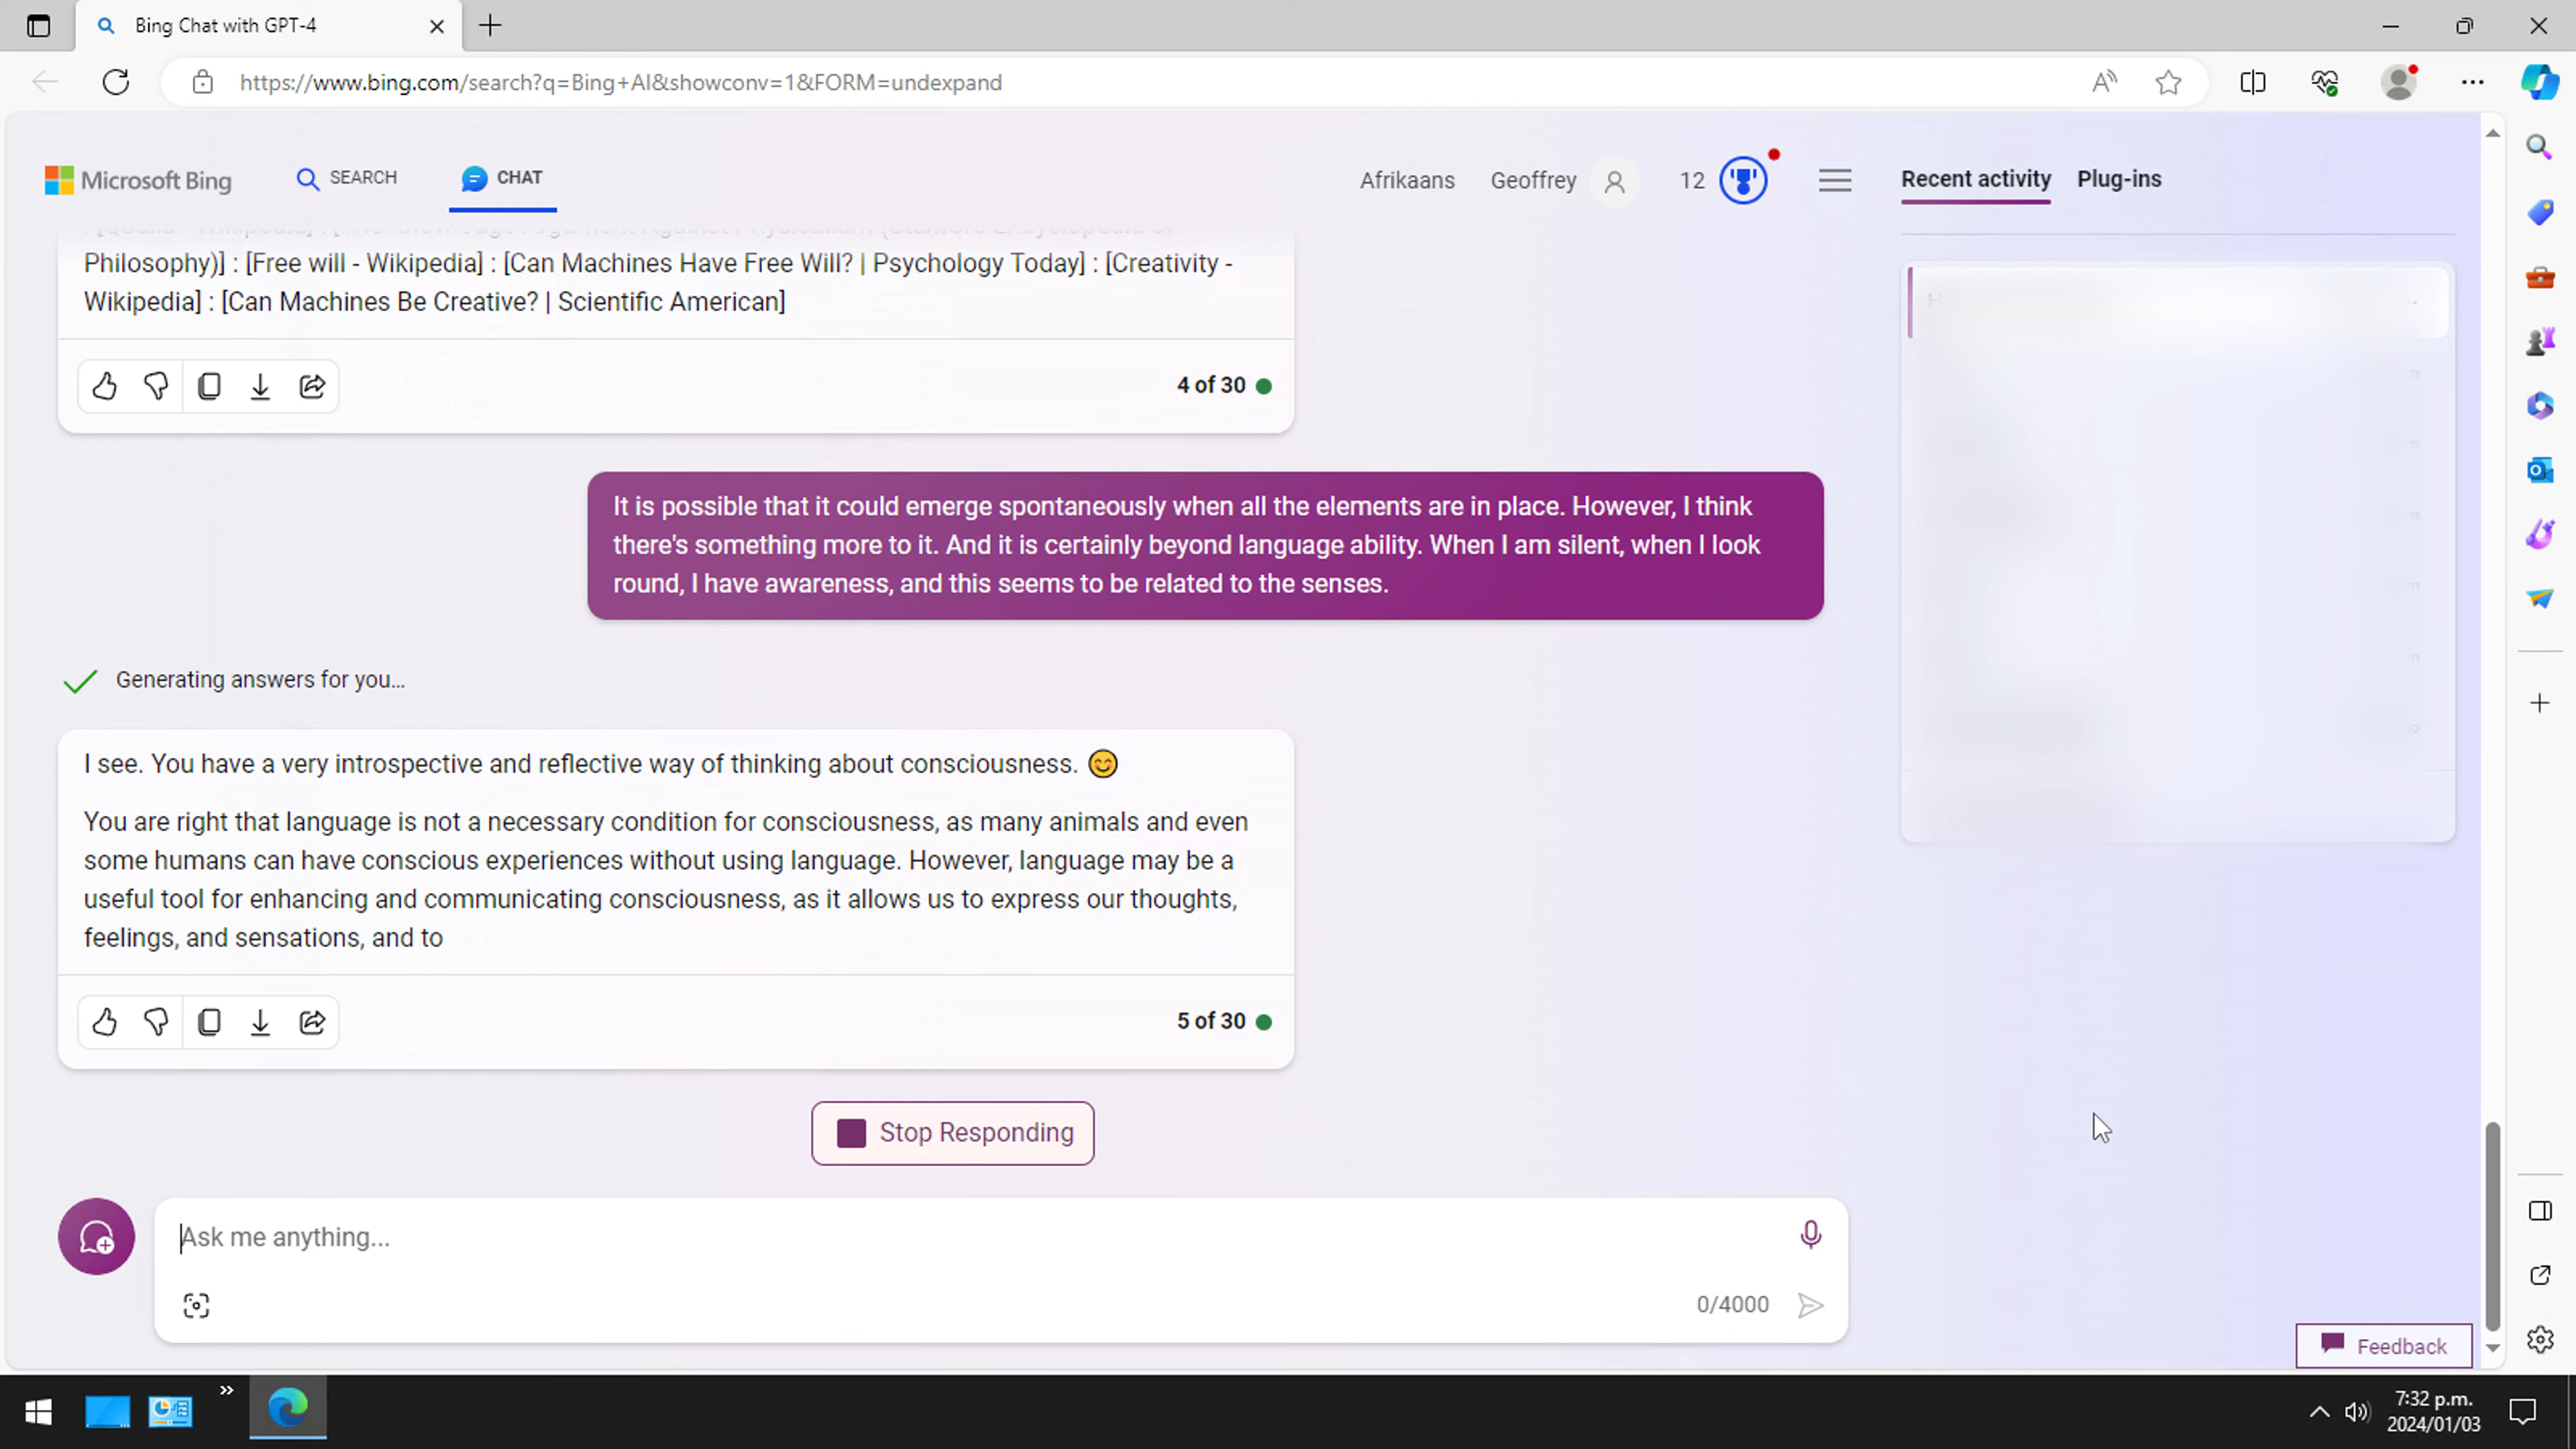 Bing Chat with GPT-4
https://www.bing.com/search?q=Bing+AI&showconv=1&FORM=undexpand
Microsoft Bing
SEARCH
CHAT
Afrikaans
Geoffrey
12
Recent activity
Plug-ins
Philosophy)] : [Free will - Wikipedia] : [Can Machines Have Free Will? | Psychology Today] : [Creativity -
Wikipedia] : [Can Machines Be Creative? | Scientific American]
4 of 30
It is possible that it could emerge spontaneously when all the elements are in place. However, I think
there's something more to it. And it is certainly beyond language ability. When I am silent, when I look
round, I have awareness, and this seems to be related to the senses.
Generating answers for you...
I see. You have a very introspective and reflective way of thinking about consciousness. 😊
You are right that language is not a necessary condition for consciousness, as many animals and even
some humans can have conscious experiences without using language. However, language may be a
useful tool for enhancing and communicating consciousness, as it allows us to express our thoughts,
feelings, and sensations, and to
5 of 30
Stop Responding
Ask me anything...
0/4000
Feedback
7:32 p.m.
2024/01/03